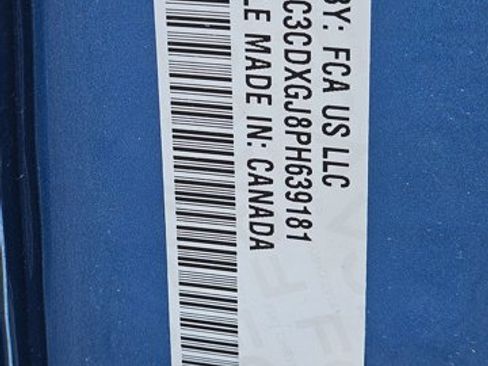 BY: FCA US LLC
C3CDXGJ8PH639181
LE MADE IN: CANADA